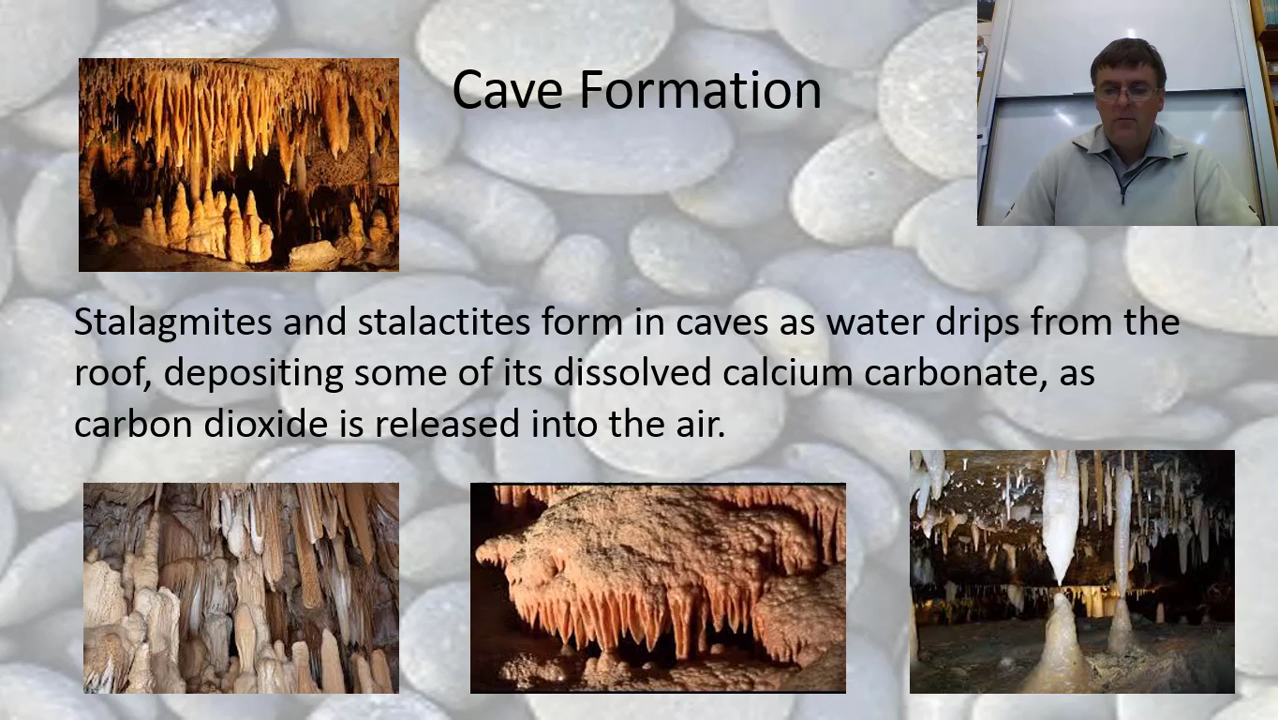 Cave Formation
Stalagmites and stalactites form in caves as water drips from the
roof, depositing some of its dissolved calcium carbonate, as
carbon dioxide is released into the air.